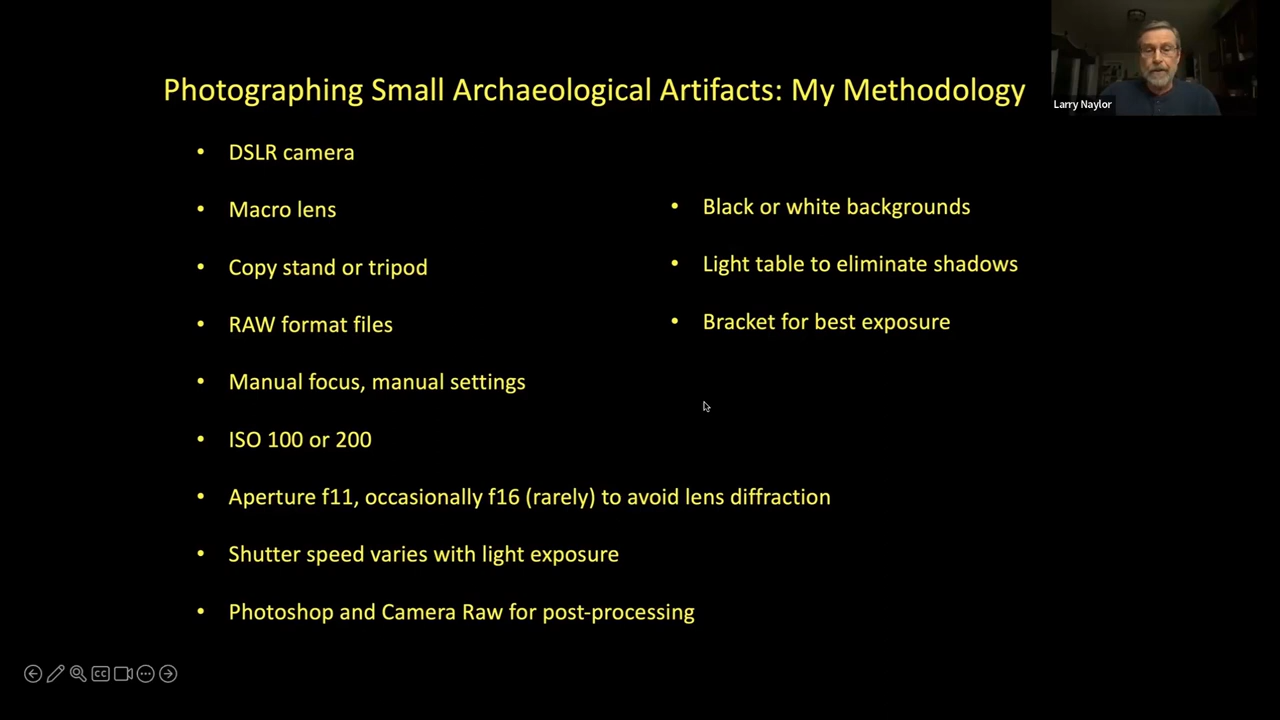 Photographing Small Archaeological Artifacts: My Methodology
Larry Naylor
• DSLR camera
• Macro lens
• Copy stand or tripod
• RAW format files
• Manual focus, manual settings
• ISO 100 or 200
• Aperture f11, occasionally f16 (rarely) to avoid lens diffraction
• Shutter speed varies with light exposure
• Photoshop and Camera Raw for post-processing
• Black or white backgrounds
• Light table to eliminate shadows
• Bracket for best exposure
CC